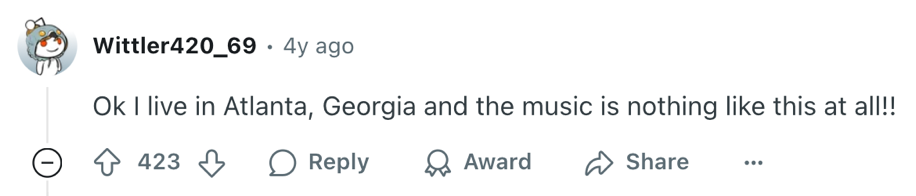 Wittler420_69 • 4y ago
Ok I live in Atlanta, Georgia and the music is nothing like this at all!!
423 Reply Award Share ...